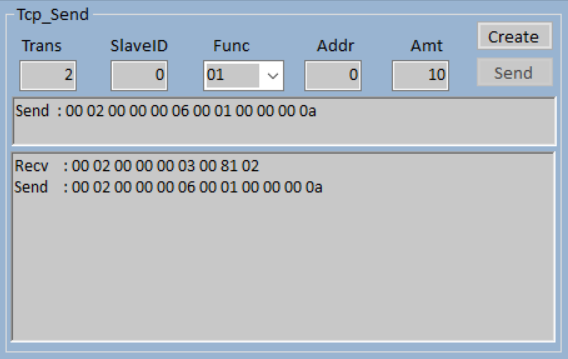 Tcp_Send
Trans SlaveID Func Addr Amt Create
2 0 01 0 10 Send
Send : 00 02 00 00 00 06 00 01 00 00 00 0a
Recv : 00 02 00 00 00 03 00 81 02
Send : 00 02 00 00 00 06 00 01 00 00 00 0a